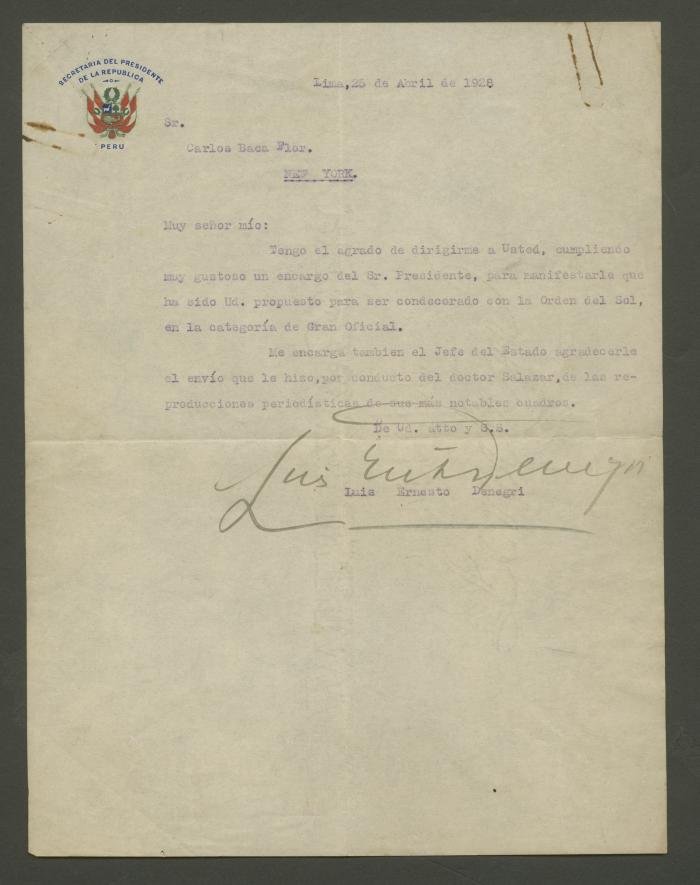 SECRETARIA DEL PRESIDENTE
DE LA REPUBLICA
PERU
Lima,25 de Abril de 1928
Sr.
Carlos Baca Flor.
NEW YORK.
Muy señor mío:
Tengo el agrado de dirigirme a Usted, cumpliendo
muy gustoso un encargo del Sr. Presidente, para manifestarle que
ha sido Ud. propuesto para ser condecorado con la Orden del Sol,
en la categoría de Gran Oficial.
Me encarga tambien el Jefe del Estado agradecerle
el envío que le hizo,por conducto del doctor Salazar,de las re-
producciones periodísticas de sus más notables cuadros.
De Ud. atto y S.S.
Luis Ernesto Denegri
Luis Ernesto Denegri